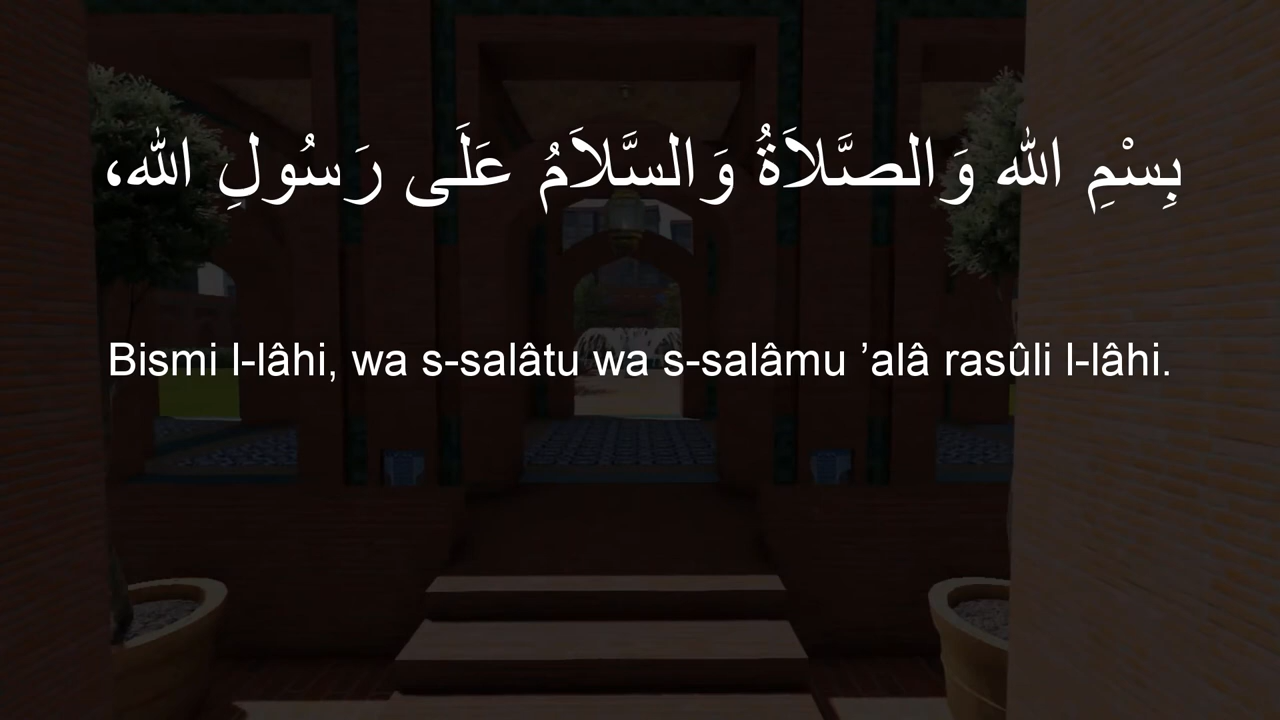 بِسْمِ الله وَالصَّلاَةُ وَالسَّلاَمُ عَلَى رَسُولِ الله،
Bismi l-lâhi, wa s-salâtu wa s-salâmu ’alâ rasûli l-lâhi.